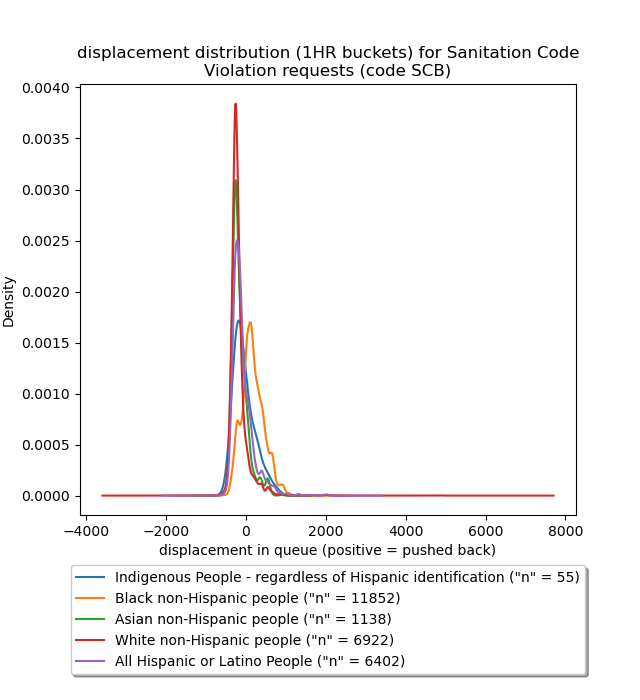 displacement distribution (1HR buckets) for Sanitation Code
Violation requests (code SCB)
0.0040
0.0035
0.0030
0.0025
0.0020
0.0015
0.0010
0.0005
0.0000
Density
−4000
−2000
0
2000
4000
6000
8000
displacement in queue (positive = pushed back)
Indigenous People - regardless of Hispanic identification ("n" = 55)
Black non-Hispanic people ("n" = 11852)
Asian non-Hispanic people ("n" = 1138)
White non-Hispanic people ("n" = 6922)
All Hispanic or Latino People ("n" = 6402)